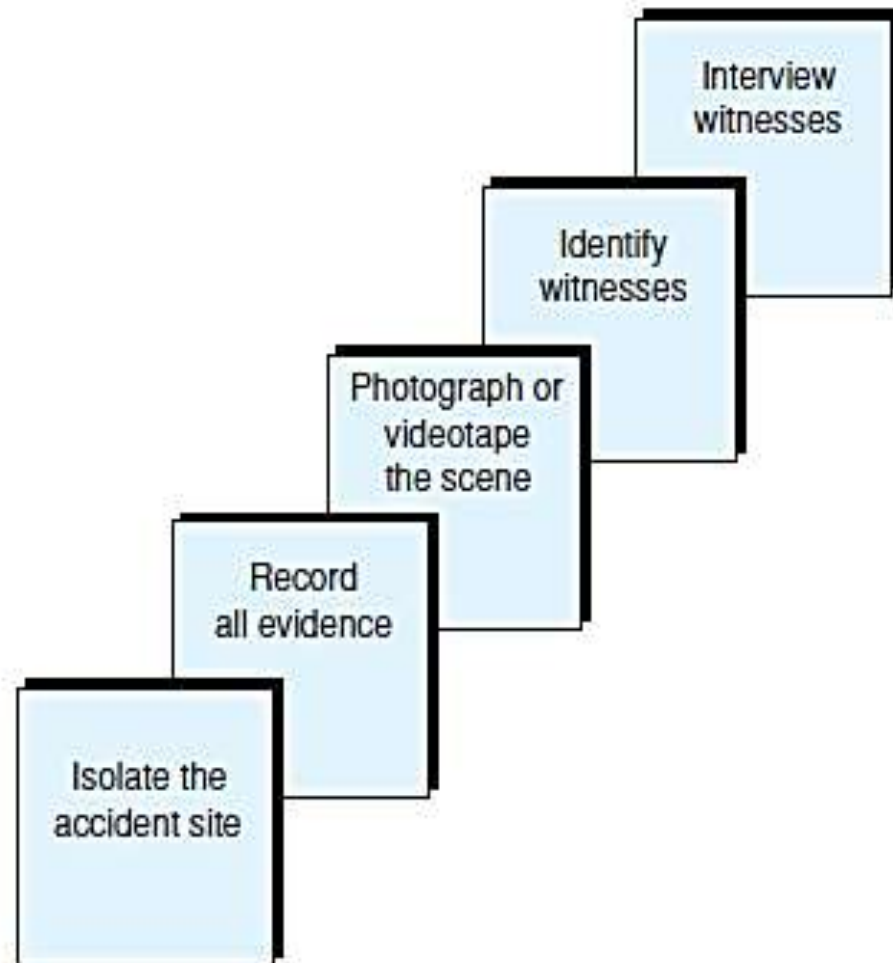 Interview
witnesses
Identify
witnesses
Photograph or
videotape
the scene
Record
all evidence
Isolate the
accident site